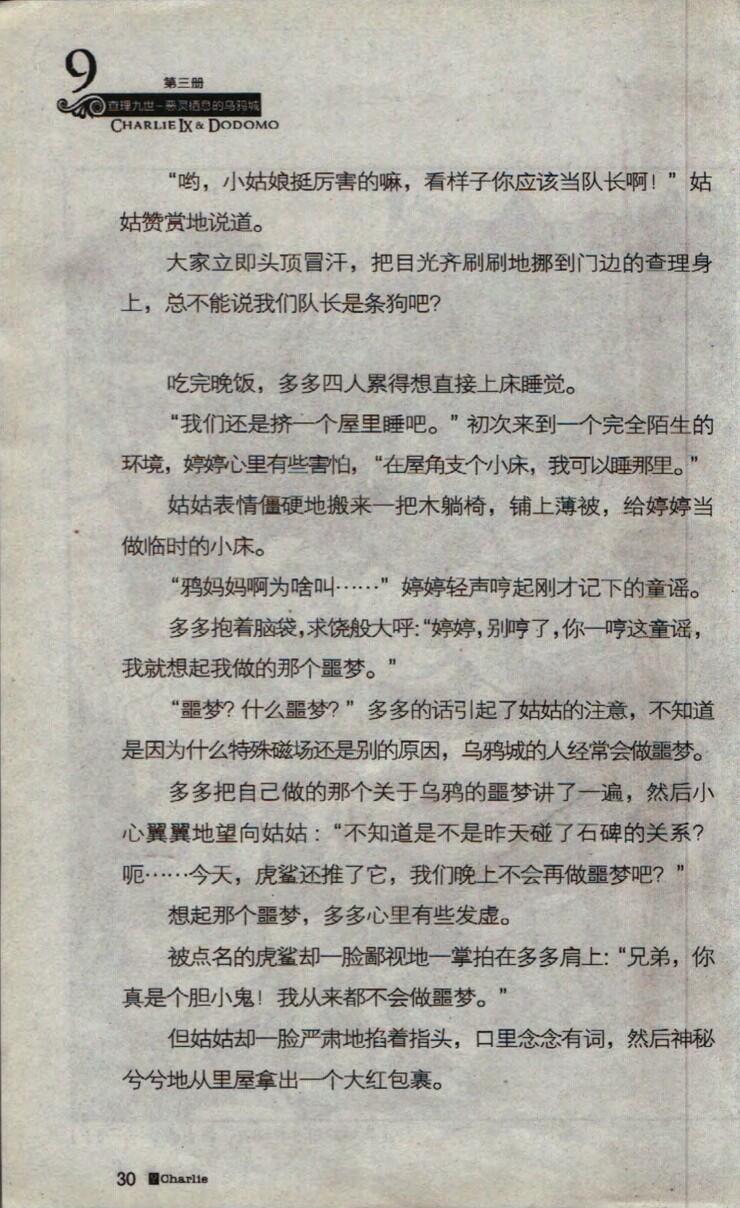 9
第三册
查理九世-恶灵栖息的乌鸦城
CHARLIE IX & DODOMO
“哟，小姑娘挺厉害的嘛，看样子你应该当队长啊！”姑
姑赞赏地说道。
大家立即头顶冒汗，把目光齐刷刷地挪到门边的查理身
上，总不能说我们队长是条狗吧？
吃完晚饭，多多四人累得想直接上床睡觉。
“我们还是挤一个屋里睡吧。”初次来到一个完全陌生的
环境，婷婷心里有些害怕，“在屋角支个小床，我可以睡那里。”
姑姑表情僵硬地搬来一把木躺椅，铺上薄被，给婷婷当
做临时的小床。
“鸦妈妈啊为啥叫……”婷婷轻声哼起刚才记下的童谣。
多多抱着脑袋，求饶般大呼：“婷婷，别哼了，你一哼这童谣，
我就想起我做的那个噩梦。”
“噩梦？什么噩梦？”多多的话引起了姑姑的注意，不知道
是因为什么特殊磁场还是别的原因，乌鸦城的人经常会做噩梦。
多多把自己做的那个关于乌鸦的噩梦讲了一遍，然后小
心翼翼地望向姑姑：“不知道是不是昨天碰了石碑的关系？
呃……今天，虎鲨还推了它，我们晚上不会再做噩梦吧？”
想起那个噩梦，多多心里有些发虚。
被点名的虎鲨却一脸鄙视地一掌拍在多多肩上：“兄弟，你
真是个胆小鬼！我从来都不会做噩梦。”
但姑姑却一脸严肃地掐着指头，口里念念有词，然后神秘
兮兮地从里屋拿出一个大红包裹。
30 Charlie